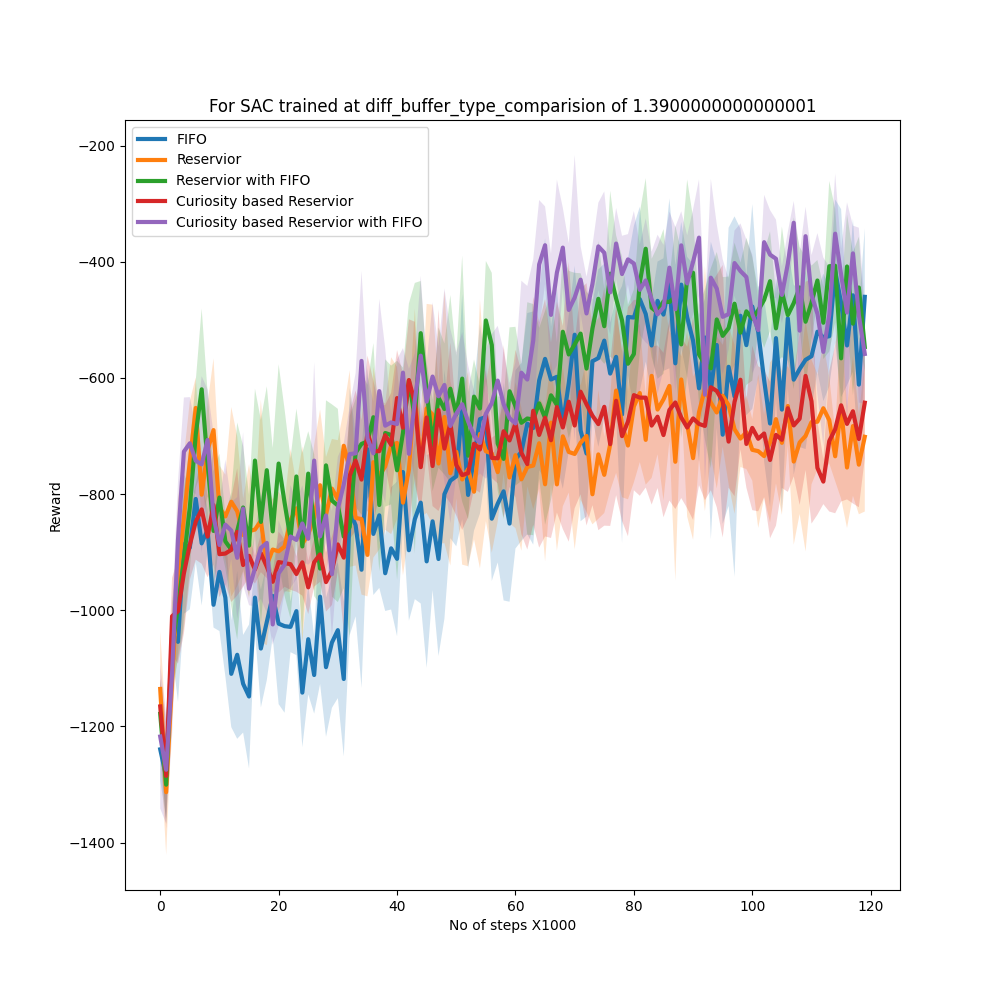 For SAC trained at diff_buffer_type_comparision of 1.3900000000000001
FIFO
Reservior
Reservior with FIFO
Curiosity based Reservior
Curiosity based Reservior with FIFO
−200
−400
−600
−800
−1000
−1200
−1400
Reward
0 20 40 60 80 100 120
No of steps X1000